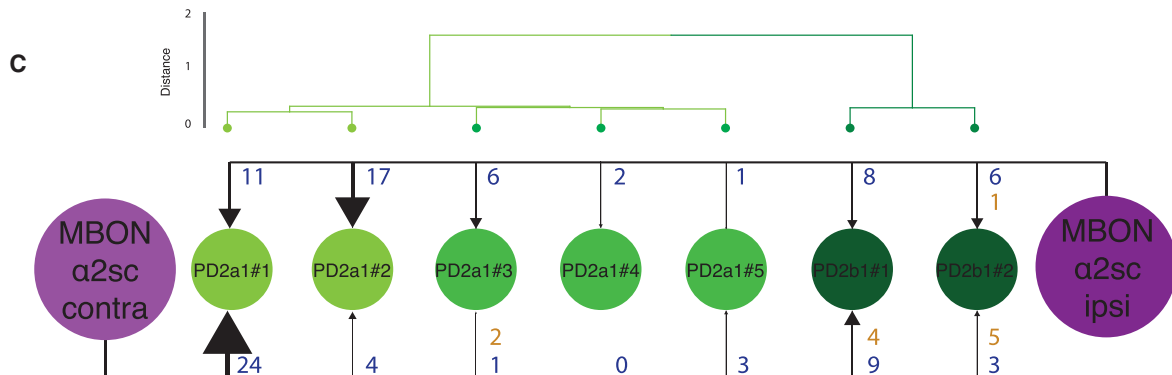 C
Distance
2
1
0
11 17 6 2 1 8 6
1
MBON
α2sc
contra
PD2a1#1 PD2a1#2 PD2a1#3 PD2a1#4 PD2a1#5 PD2b1#1 PD2b1#2
MBON
α2sc
ipsi
2 4 5
24 4 1 0 3 9 3